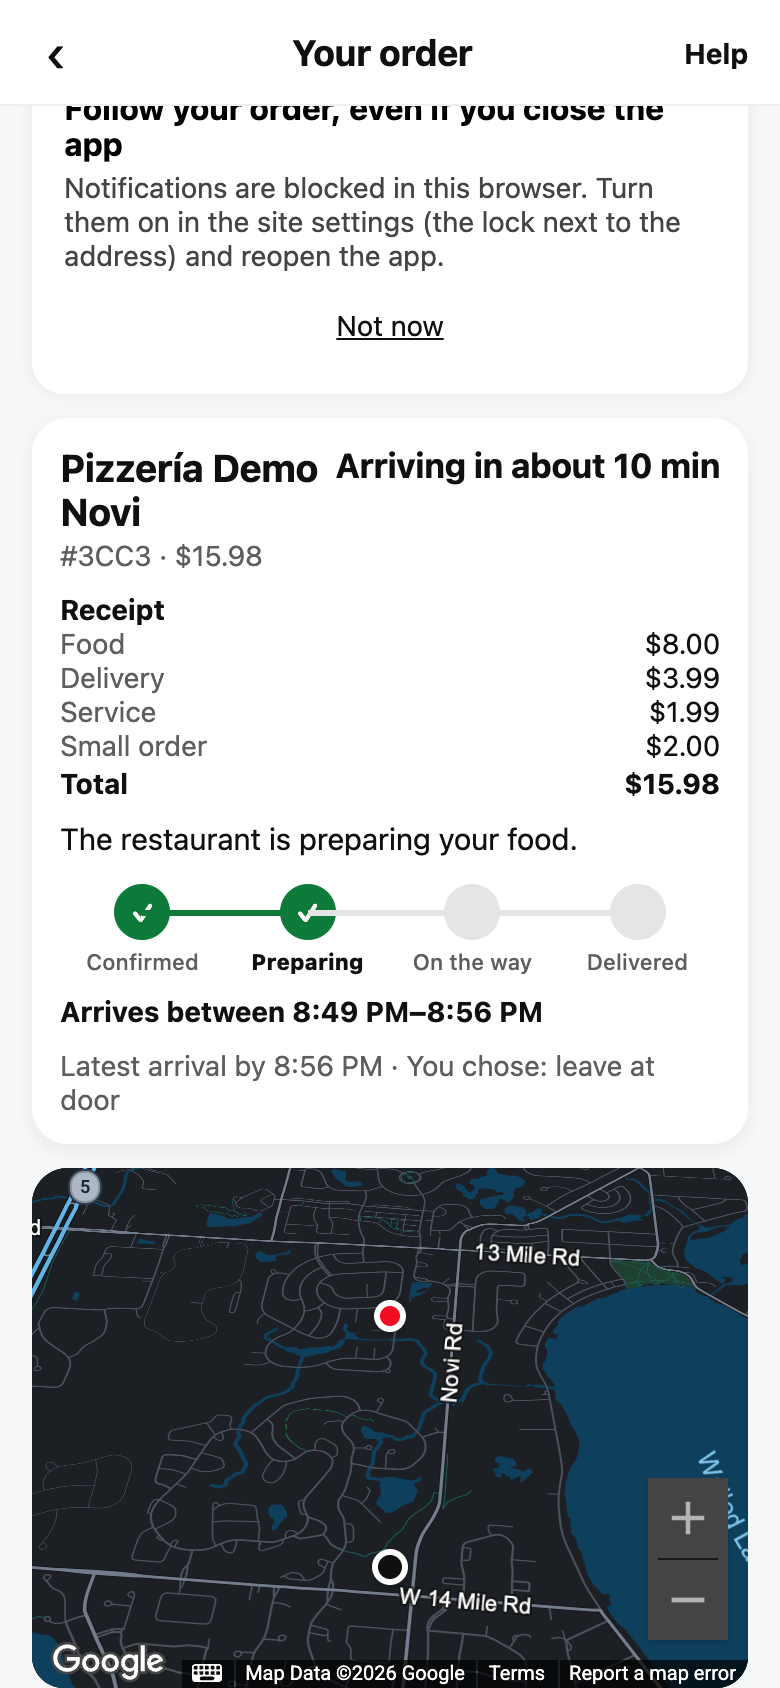 Your order
Help
Follow your order, even if you close the
app
Notifications are blocked in this browser. Turn
them on in the site settings (the lock next to the
address) and reopen the app.
Not now
Pizzería Demo
Novi
Arriving in about 10 min
#3CC3 · $15.98
Receipt
Food $8.00
Delivery $3.99
Service $1.99
Small order $2.00
Total $15.98
The restaurant is preparing your food.
Confirmed Preparing On the way Delivered
Arrives between 8:49 PM–8:56 PM
Latest arrival by 8:56 PM · You chose: leave at
door
5
d
13 Mile Rd
Novi Rd
W 14 Mile Rd
Google
Map Data ©2026 Google
Terms
Report a map error